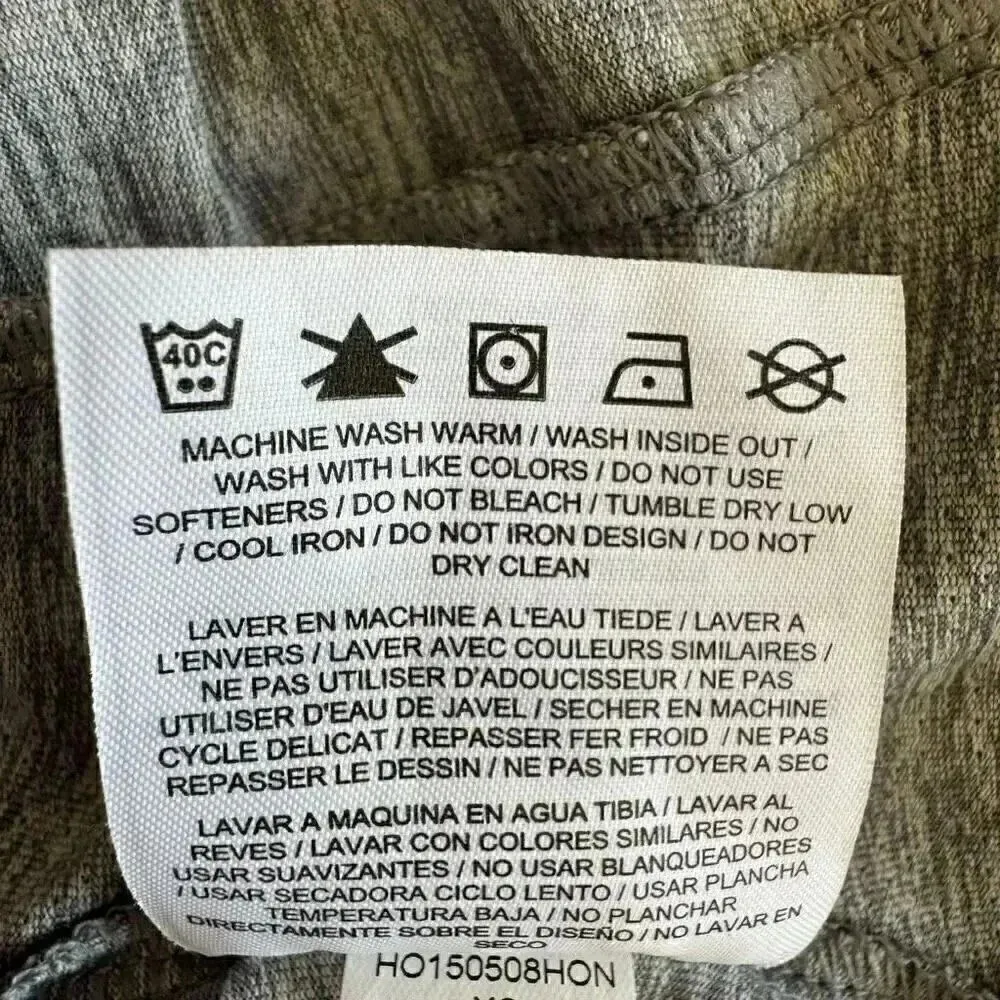 40C
MACHINE WASH WARM / WASH INSIDE OUT /
WASH WITH LIKE COLORS / DO NOT USE
SOFTENERS / DO NOT BLEACH / TUMBLE DRY LOW
/ COOL IRON / DO NOT IRON DESIGN / DO NOT
DRY CLEAN
LAVER EN MACHINE A L'EAU TIEDE / LAVER A
L'ENVERS / LAVER AVEC COULEURS SIMILAIRES /
NE PAS UTILISER D'ADOUCISSEUR / NE PAS
UTILISER D'EAU DE JAVEL / SECHER EN MACHINE
CYCLE DELICAT / REPASSER FER FROID / NE PAS
REPASSER LE DESSIN / NE PAS NETTOYER A SEC
LAVAR A MAQUINA EN AGUA TIBIA / LAVAR AL
REVES / LAVAR CON COLORES SIMILARES / NO
USAR SUAVIZANTES / NO USAR BLANQUEADORES
/ USAR SECADORA CICLO LENTO / USAR PLANCHA
TEMPERATURA BAJA / NO PLANCHAR
DIRECTAMENTE SOBRE EL DISEÑO / NO LAVAR EN
SECO
HO150508HON